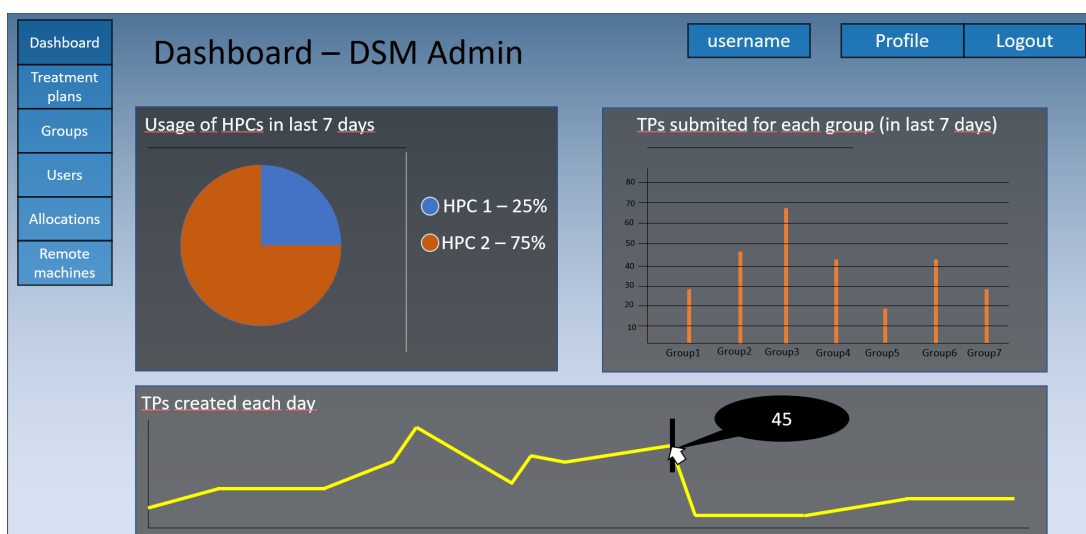 Dashboard
Treatment
plans
Groups
Users
Allocations
Remote
machines
Dashboard – DSM Admin
username
Profile
Logout
Usage of HPCs in last 7 days
HPC 1 – 25%
HPC 2 – 75%
TPs submited for each group (in last 7 days)
80
70
60
50
40
30
20
10
Group1 Group2 Group3 Group4 Group5 Group6 Group7
TPs created each day
45